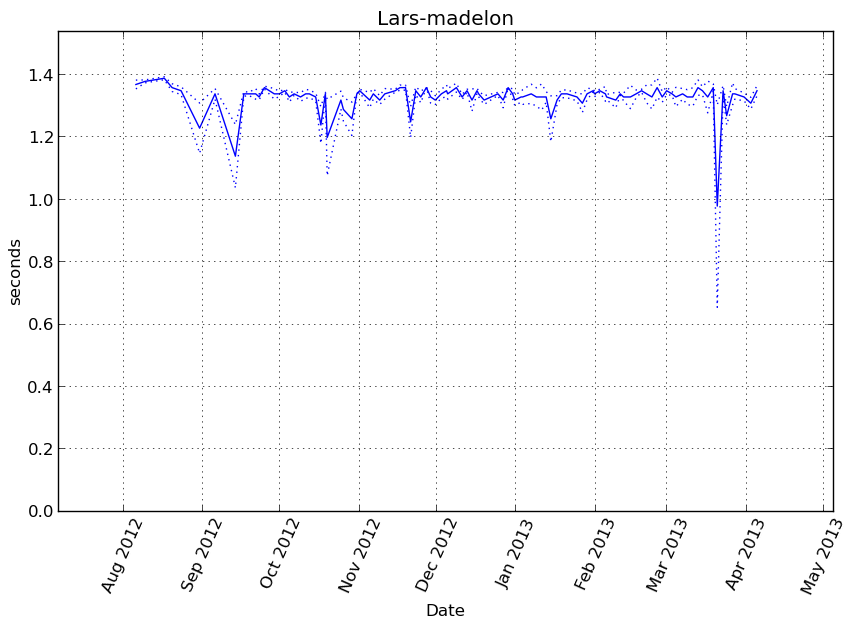 Lars-madelon
1.4
1.2
1.0
0.8
0.6
0.4
0.2
0.0
seconds
Aug 2012
Sep 2012
Oct 2012
Nov 2012
Dec 2012
Jan 2013
Feb 2013
Mar 2013
Apr 2013
May 2013
Date